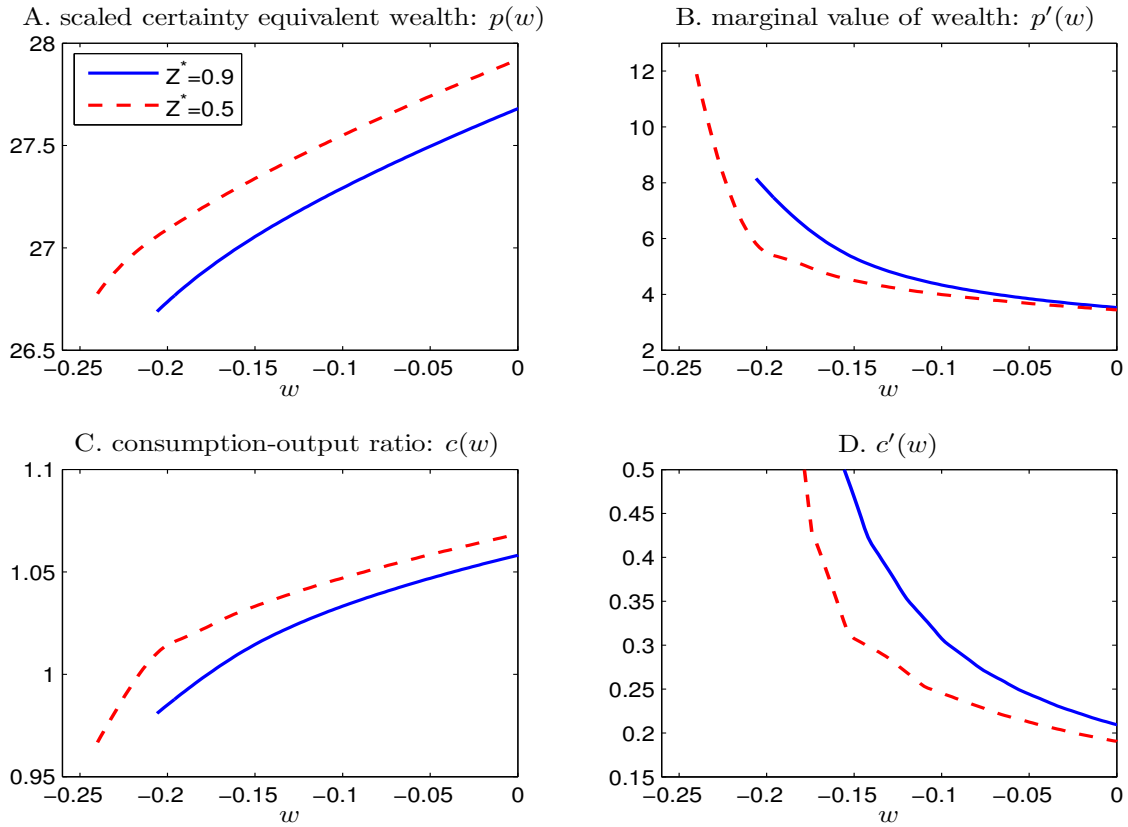 A. scaled certainty equivalent wealth: p(w)
28
27.5
27
26.5
Z*=0.9
Z*=0.5
−0.25 −0.2 −0.15 −0.1 −0.05 0
w
B. marginal value of wealth: p′(w)
12
10
8
6
4
2
−0.25 −0.2 −0.15 −0.1 −0.05 0
w
C. consumption-output ratio: c(w)
1.1
1.05
1
0.95
−0.25 −0.2 −0.15 −0.1 −0.05 0
w
D. c′(w)
0.5
0.45
0.4
0.35
0.3
0.25
0.2
0.15
−0.25 −0.2 −0.15 −0.1 −0.05 0
w